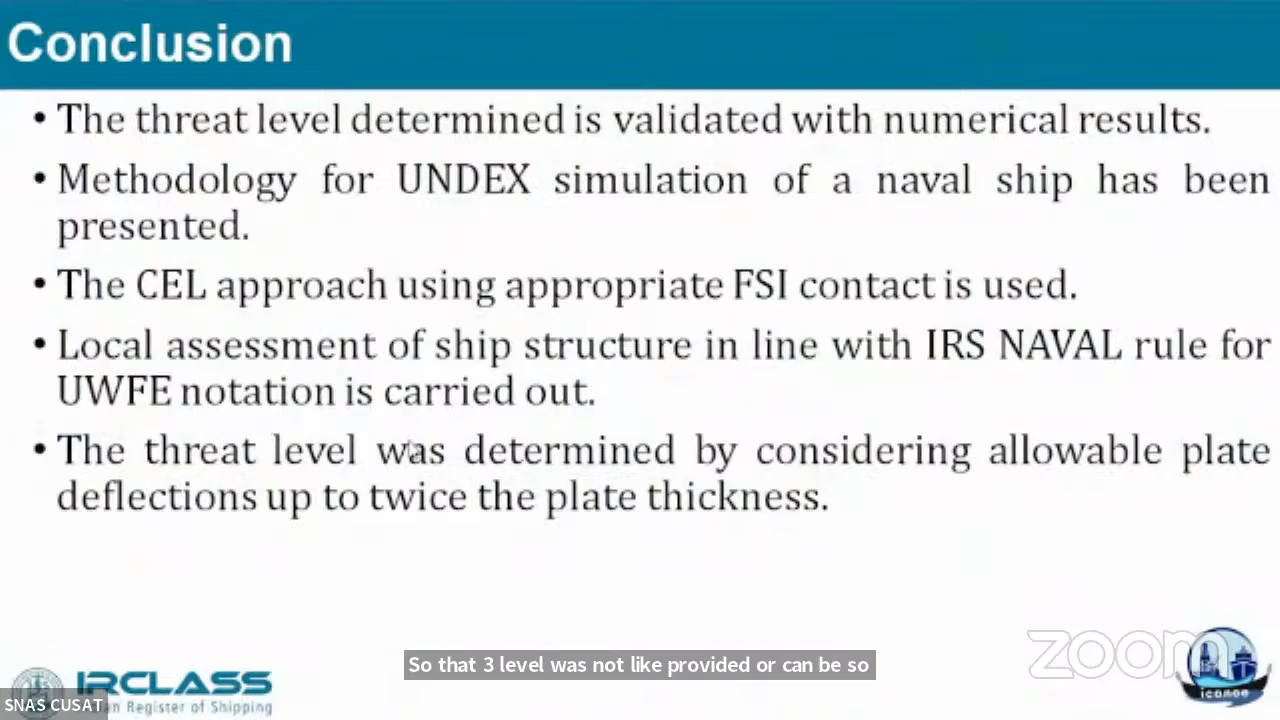 Conclusion
• The threat level determined is validated with numerical results.
• Methodology for UNDEX simulation of a naval ship has been
presented.
• The CEL approach using appropriate FSI contact is used.
• Local assessment of ship structure in line with IRS NAVAL rule for
UWFE notation is carried out.
• The threat level was determined by considering allowable plate
deflections up to twice the plate thickness.
So that 3 level was not like provided or can be so
zoom
icanoe
IRCLASS
an Register of Shipping
SNAS CUSAT